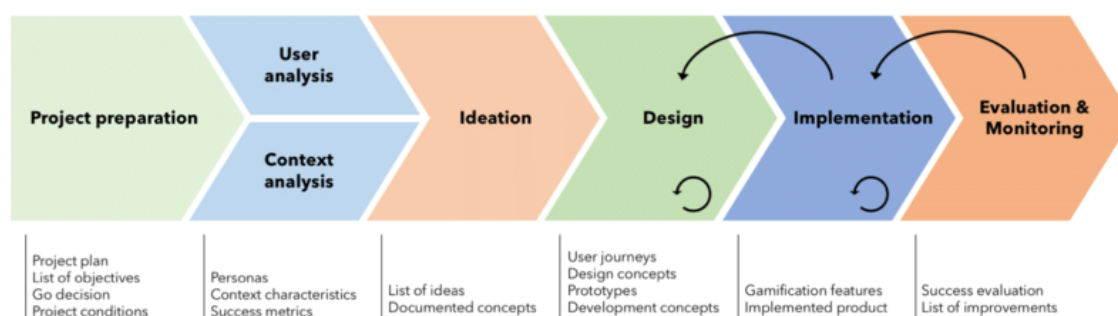 Project preparation
User
analysis
Context
analysis
Ideation
Design
Implementation
Evaluation &
Monitoring
Project plan
List of objectives
Go decision
Project conditions
Personas
Context characteristics
Success metrics
List of ideas
Documented concepts
User journeys
Design concepts
Prototypes
Development concepts
Gamification features
Implemented product
Success evaluation
List of improvements